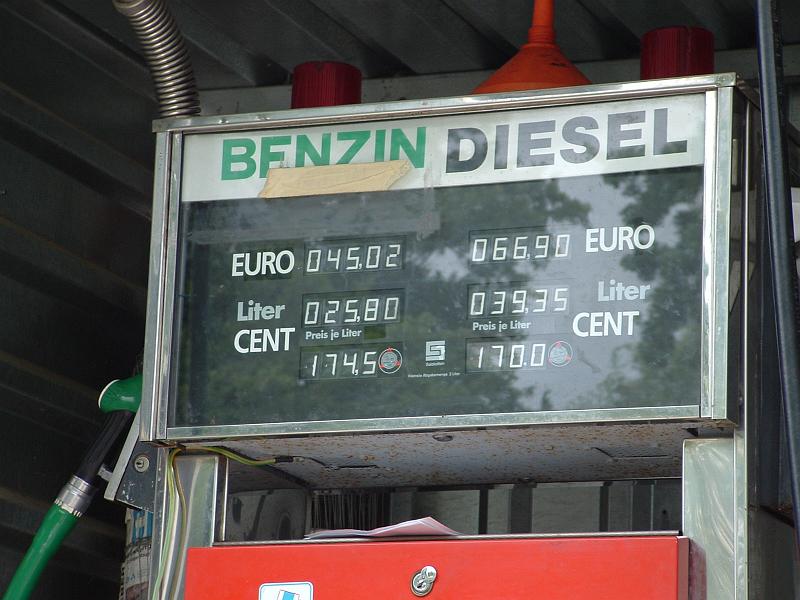 BENZIN DIESEL
EURO 045,02 066,90 EURO
Liter 025,80 039,35 Liter
CENT Preis je Liter Preis je Liter CENT
174,5 170.0